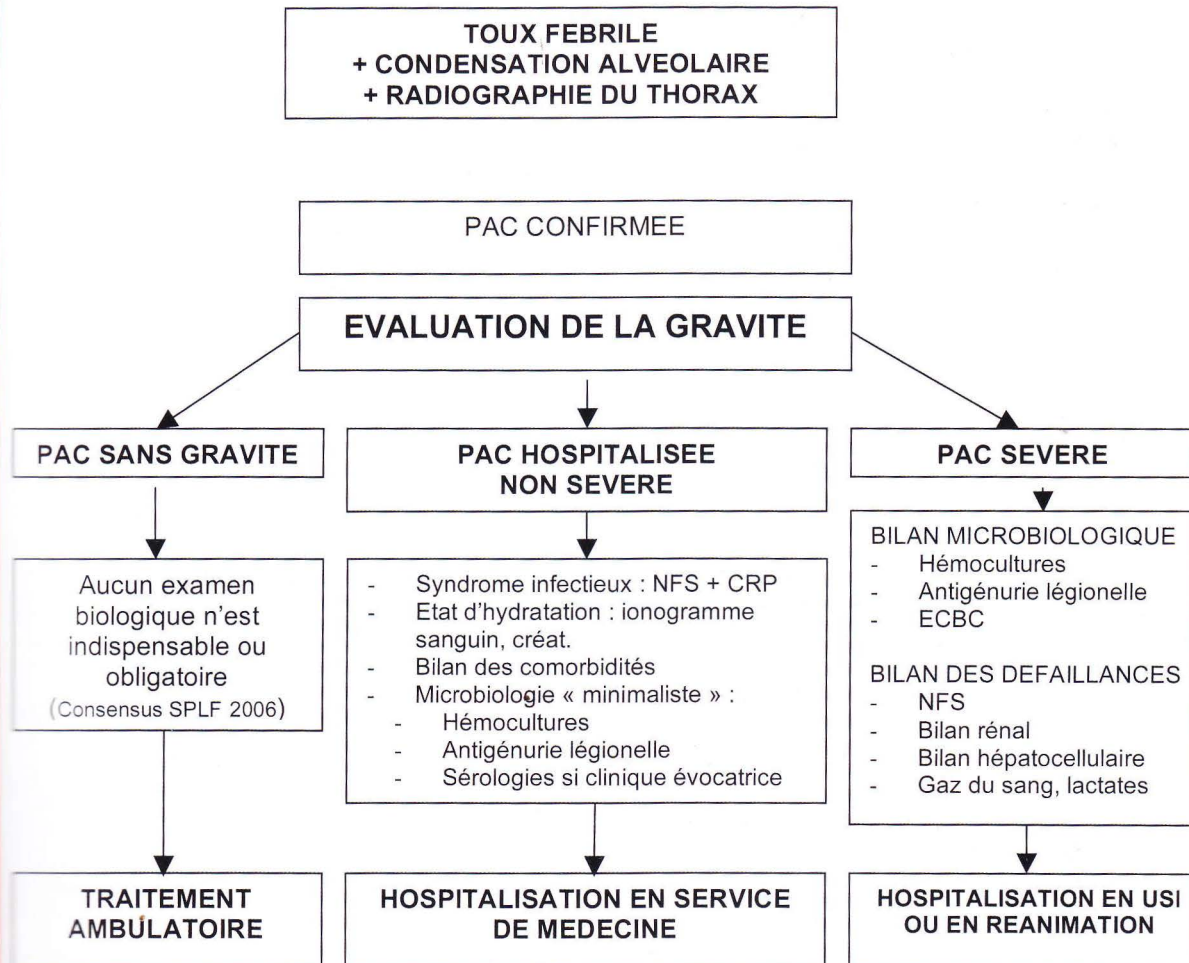 TOUX FEBRILE
+ CONDENSATION ALVEOLAIRE
+ RADIOGRAPHIE DU THORAX
PAC CONFIRMEE
EVALUATION DE LA GRAVITE
PAC SANS GRAVITE
Aucun examen
biologique n'est
indispensable ou
obligatoire
(Consensus SPLF 2006)
TRAITEMENT
AMBULATOIRE
PAC HOSPITALISEE
NON SEVERE
- Syndrome infectieux : NFS + CRP
- Etat d'hydratation : ionogramme
sanguin, créat.
- Bilan des comorbidités
- Microbiologie « minimaliste » :
- Hémocultures
- Antigénurie légionelle
- Sérologies si clinique évocatrice
HOSPITALISATION EN SERVICE
DE MEDECINE
PAC SEVERE
BILAN MICROBIOLOGIQUE
- Hémocultures
- Antigénurie légionelle
- ECBC
BILAN DES DEFAILLANCES
- NFS
- Bilan rénal
- Bilan hépatocellulaire
- Gaz du sang, lactates
HOSPITALISATION EN USI
OU EN REANIMATION